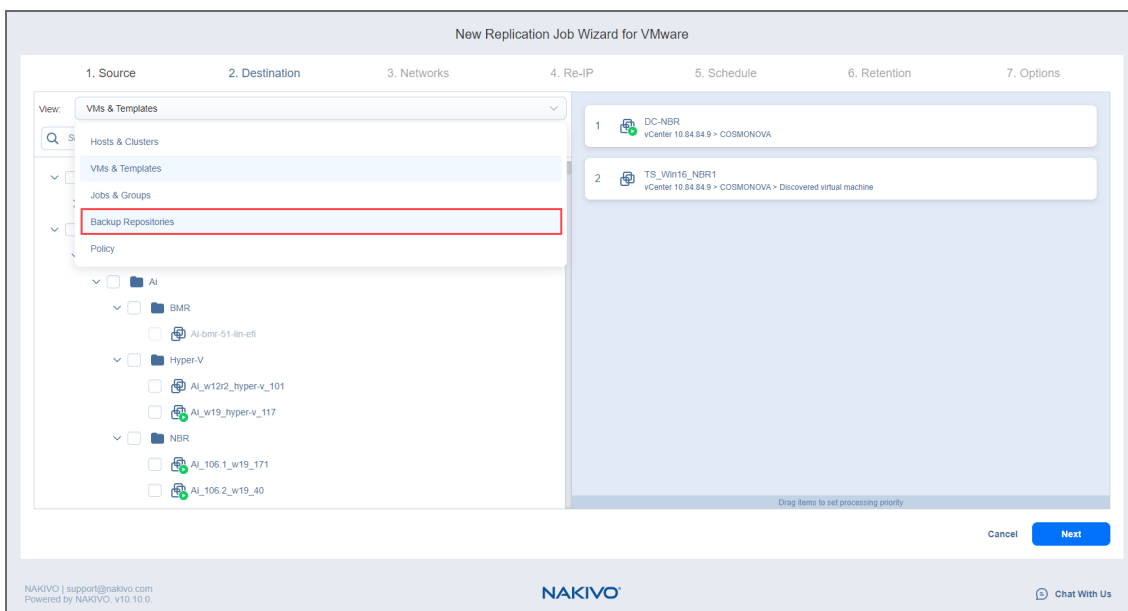 New Replication Job Wizard for VMware
1. Source 2. Destination 3. Networks 4. Re-IP 5. Schedule 6. Retention 7. Options
View: VMs & Templates
Hosts & Clusters
VMs & Templates
Jobs & Groups
Backup Repositories
Policy
Ai
BMR
Ai-bmr-51-lin-efi
Hyper-V
Ai_w12r2_hyper-v_101
Ai_w19_hyper-v_117
NBR
Ai_106.1_w19_171
Ai_106.2_w19_40
1 DC-NBR
vCenter 10.84.84.9 > COSMONOVA
2 TS_Win16_NBR1
vCenter 10.84.84.9 > COSMONOVA > Discovered virtual machine
Drag items to set processing priority
Cancel Next
NAKIVO | support@nakivo.com
Powered by NAKIVO. v10.10.0.
NAKIVO
Chat With Us